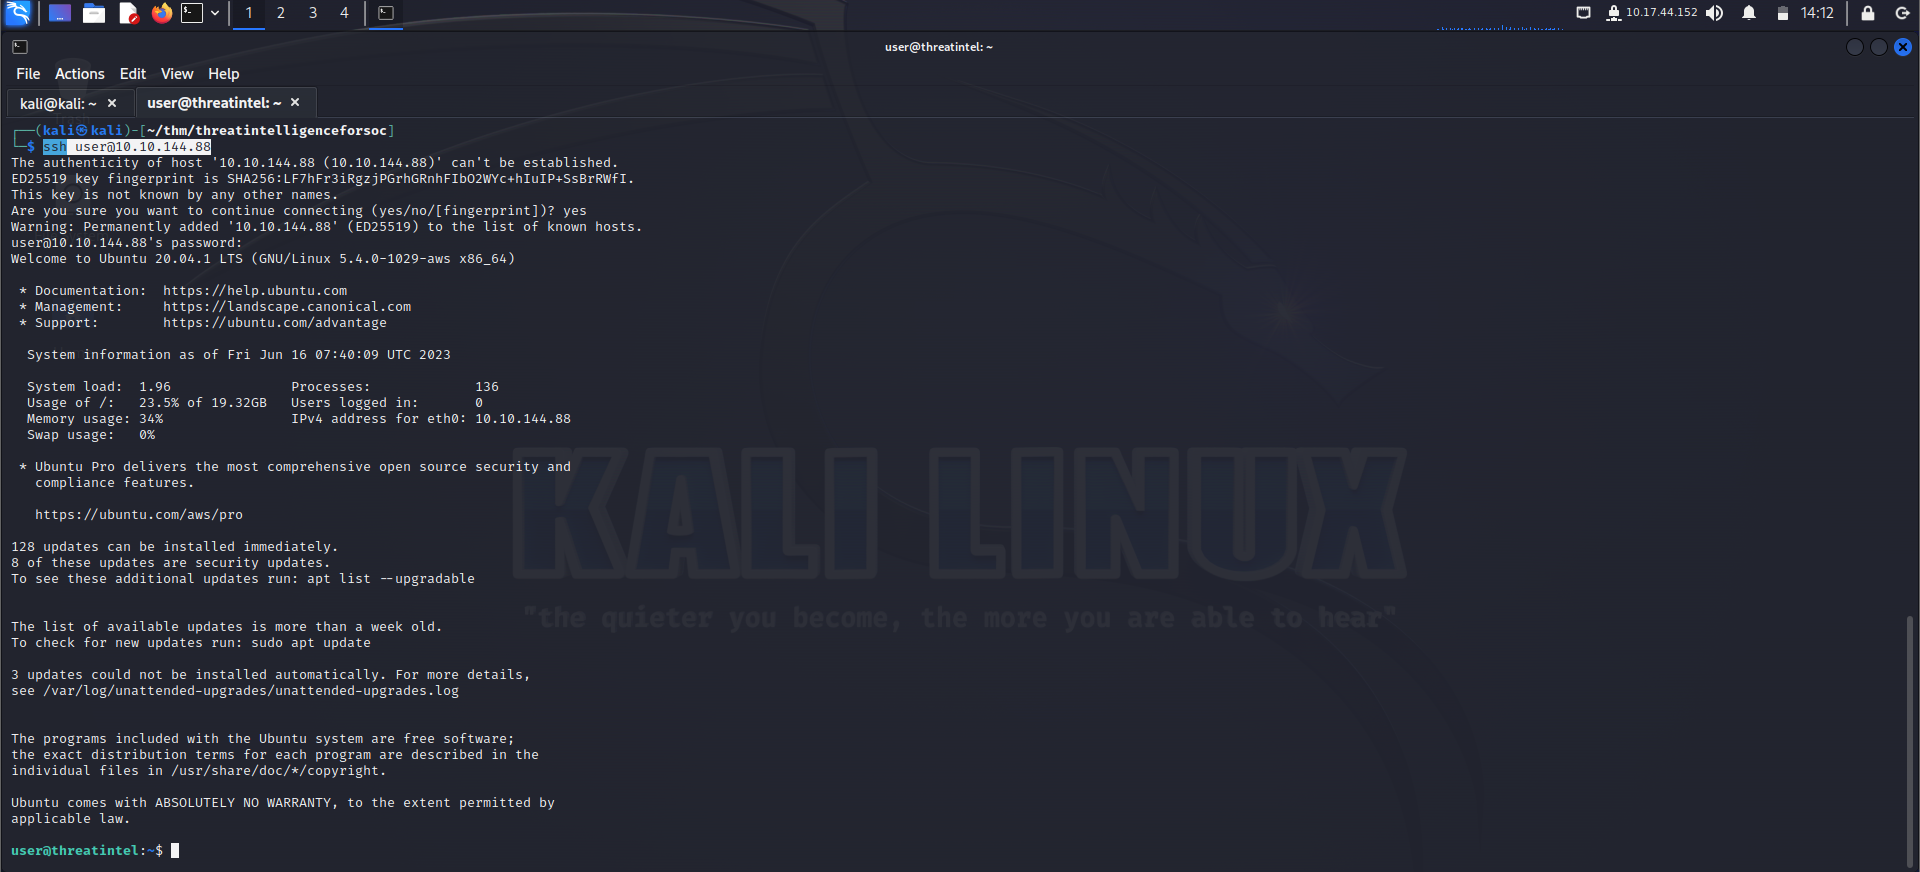 1 2 3 4 10.17.44.152 14:12
user@threatintel: ~
File Actions Edit View Help
kali@kali: ~ × user@threatintel: ~ ×
(kali㉿kali)-[~/thm/threatintelligenceforsoc]
$ ssh user@10.10.144.88
The authenticity of host '10.10.144.88 (10.10.144.88)' can't be established.
ED25519 key fingerprint is SHA256:LF7hFr3iRgzjPGrhGRnhFIbO2WYc+hIuIP+SsBrRWfI.
This key is not known by any other names.
Are you sure you want to continue connecting (yes/no/[fingerprint])? yes
Warning: Permanently added '10.10.144.88' (ED25519) to the list of known hosts.
user@10.10.144.88's password:
Welcome to Ubuntu 20.04.1 LTS (GNU/Linux 5.4.0-1029-aws x86_64)
* Documentation: https://help.ubuntu.com
* Management: https://landscape.canonical.com
* Support: https://ubuntu.com/advantage
System information as of Fri Jun 16 07:40:09 UTC 2023
System load: 1.96 Processes: 136
Usage of /: 23.5% of 19.32GB Users logged in: 0
Memory usage: 34% IPv4 address for eth0: 10.10.144.88
Swap usage: 0%
* Ubuntu Pro delivers the most comprehensive open source security and
compliance features.
https://ubuntu.com/aws/pro
KALI LINUX
128 updates can be installed immediately.
8 of these updates are security updates.
To see these additional updates run: apt list --upgradable
"the quieter you become, the more you are able to hear"
The list of available updates is more than a week old.
To check for new updates run: sudo apt update
3 updates could not be installed automatically. For more details,
see /var/log/unattended-upgrades/unattended-upgrades.log
The programs included with the Ubuntu system are free software;
the exact distribution terms for each program are described in the
individual files in /usr/share/doc/*/copyright.
Ubuntu comes with ABSOLUTELY NO WARRANTY, to the extent permitted by
applicable law.
user@threatintel:~$